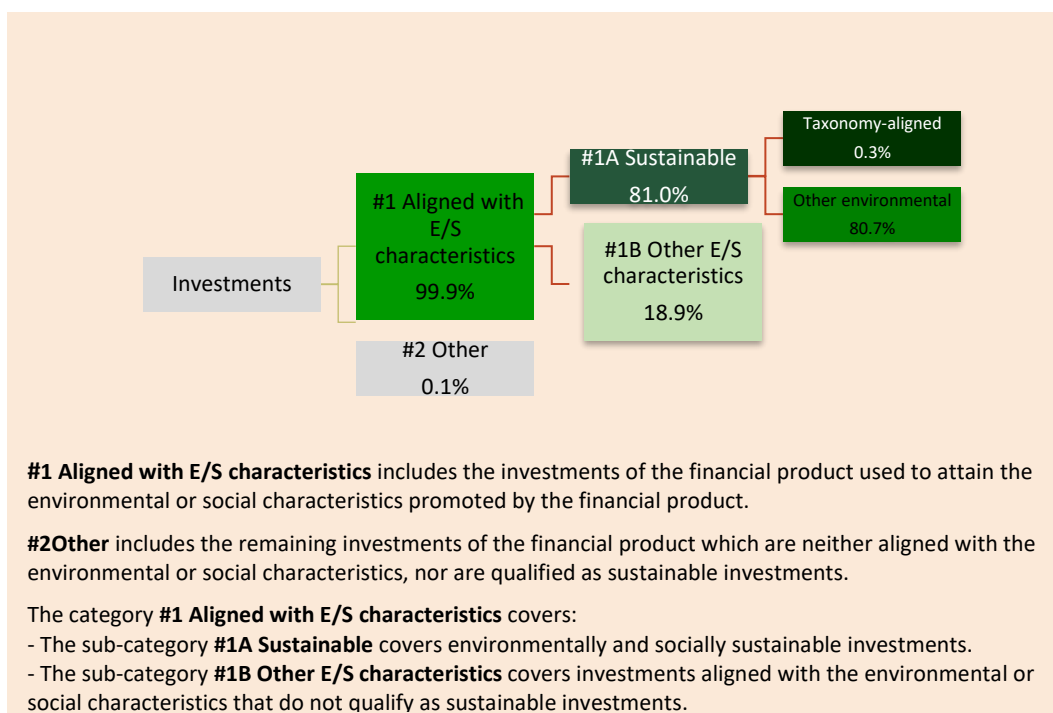 Taxonomy-aligned
0.3%
#1A Sustainable
81.0%
Other environmental
80.7%
#1 Aligned with
E/S
characteristics
99.9%
#1B Other E/S
characteristics
18.9%
Investments
#2 Other
0.1%
#1 Aligned with E/S characteristics includes the investments of the financial product used to attain the
environmental or social characteristics promoted by the financial product.
#2Other includes the remaining investments of the financial product which are neither aligned with the
environmental or social characteristics, nor are qualified as sustainable investments.
The category #1 Aligned with E/S characteristics covers:
- The sub-category #1A Sustainable covers environmentally and socially sustainable investments.
- The sub-category #1B Other E/S characteristics covers investments aligned with the environmental or
social characteristics that do not qualify as sustainable investments.